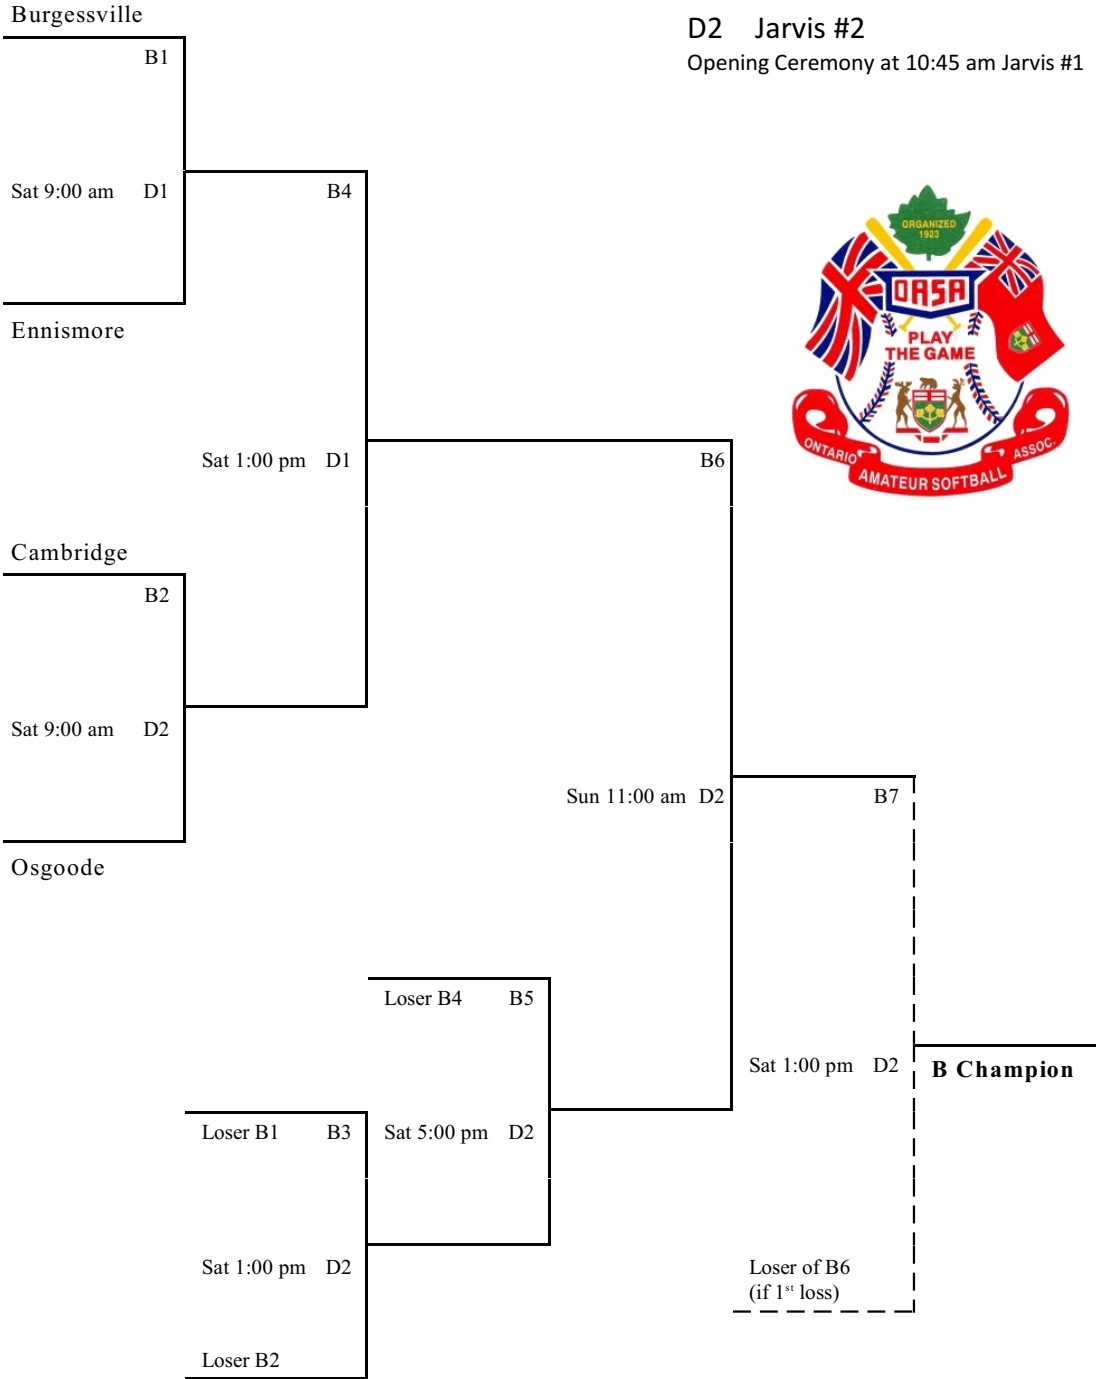 Burgessville
D2 Jarvis #2
Opening Ceremony at 10:45 am Jarvis #1
B1
Sat 9:00 am D1
B4
Ennismore
ORGANIZED
1923
OASA
PLAY
THE GAME
ONTARIO AMATEUR SOFTBALL ASSOC.
Sat 1:00 pm D1
B6
Cambridge
B2
Sat 9:00 am D2
Sun 11:00 am D2
B7
Osgoode
Loser B4 B5
Sat 1:00 pm D2
B Champion
Loser B1 B3
Sat 5:00 pm D2
Sat 1:00 pm D2
Loser of B6
(if 1st loss)
Loser B2